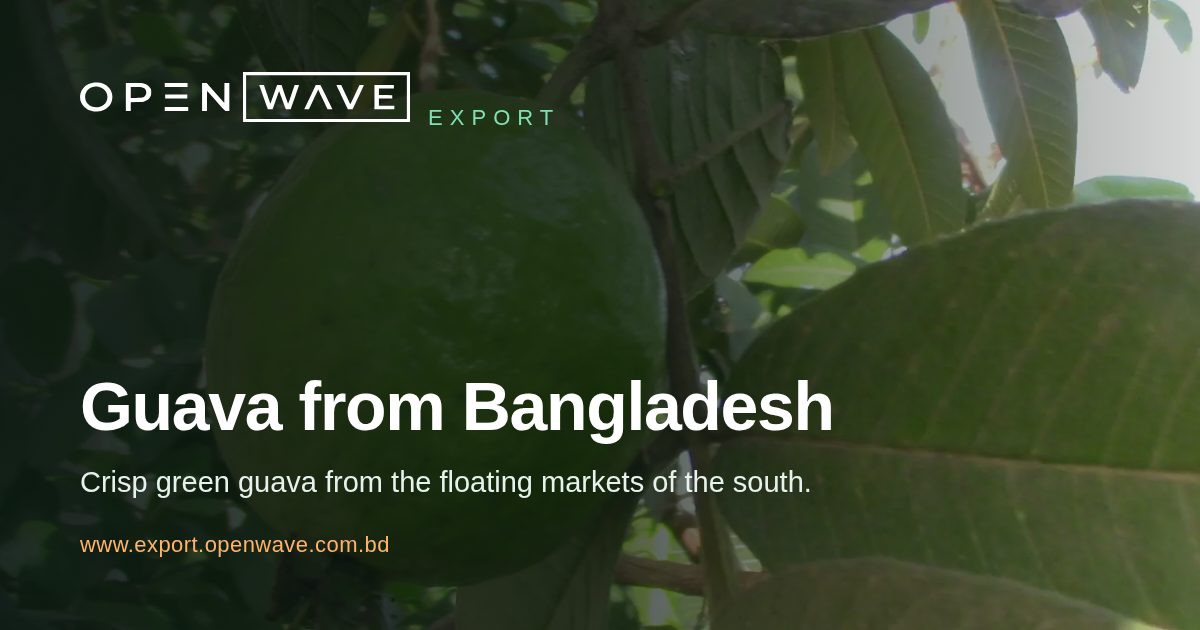 OPEN WAVE EXPORT
Guava from Bangladesh
Crisp green guava from the floating markets of the south.
www.export.openwave.com.bd